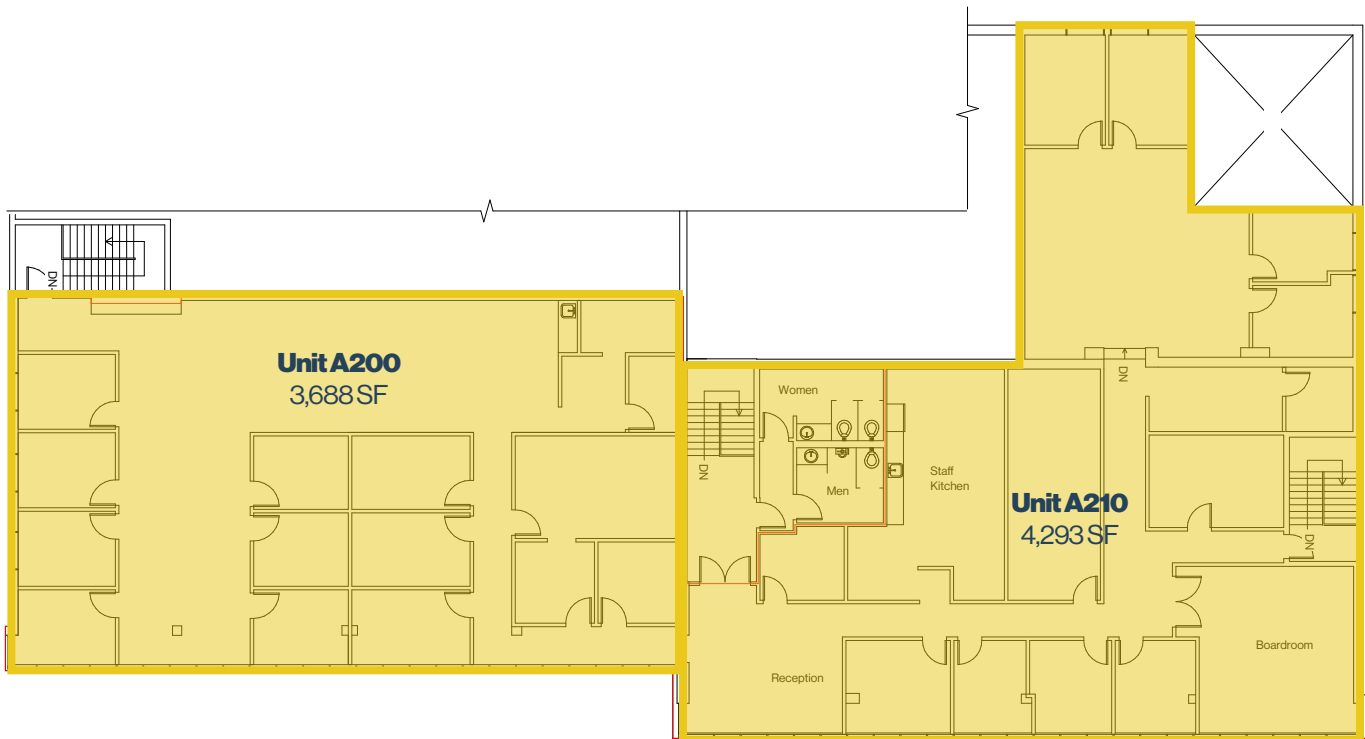 DN
Unit A200
3,688 SF
Women
Men
DN
Staff
Kitchen
DN
Unit A210
4,293 SF
DN
Reception
Boardroom